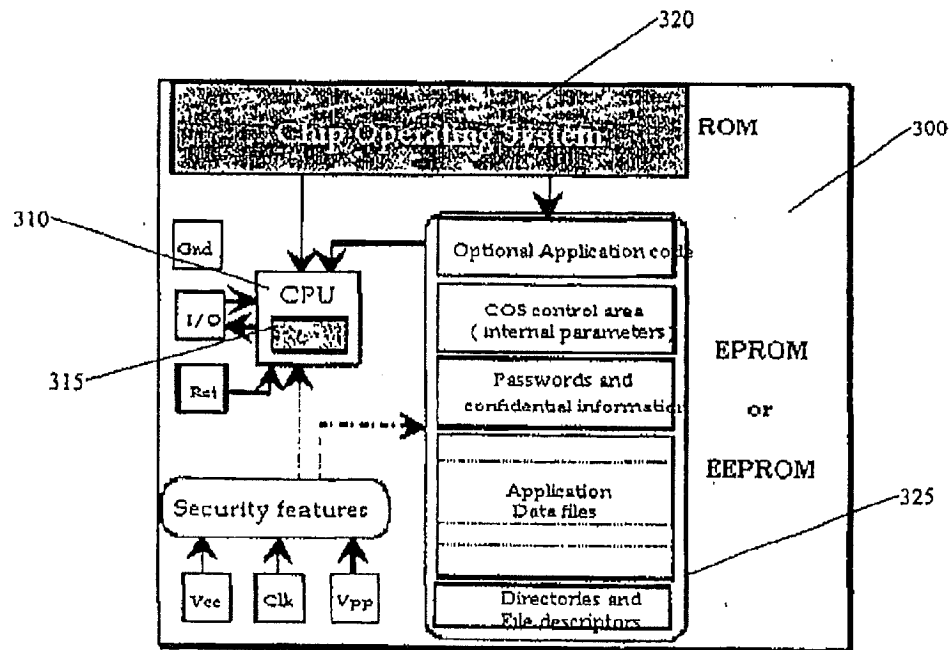 320
Chip Operating System
ROM
300
310
Gnd
Optional Application code
CPU
I/O
COS control area
( internal parameters )
EPROM
or
EEPROM
315
Rst
Passwords and
confidential information
Security features
Application
Data files
325
Vcc
Clk
Vpp
Directories and
File descriptors